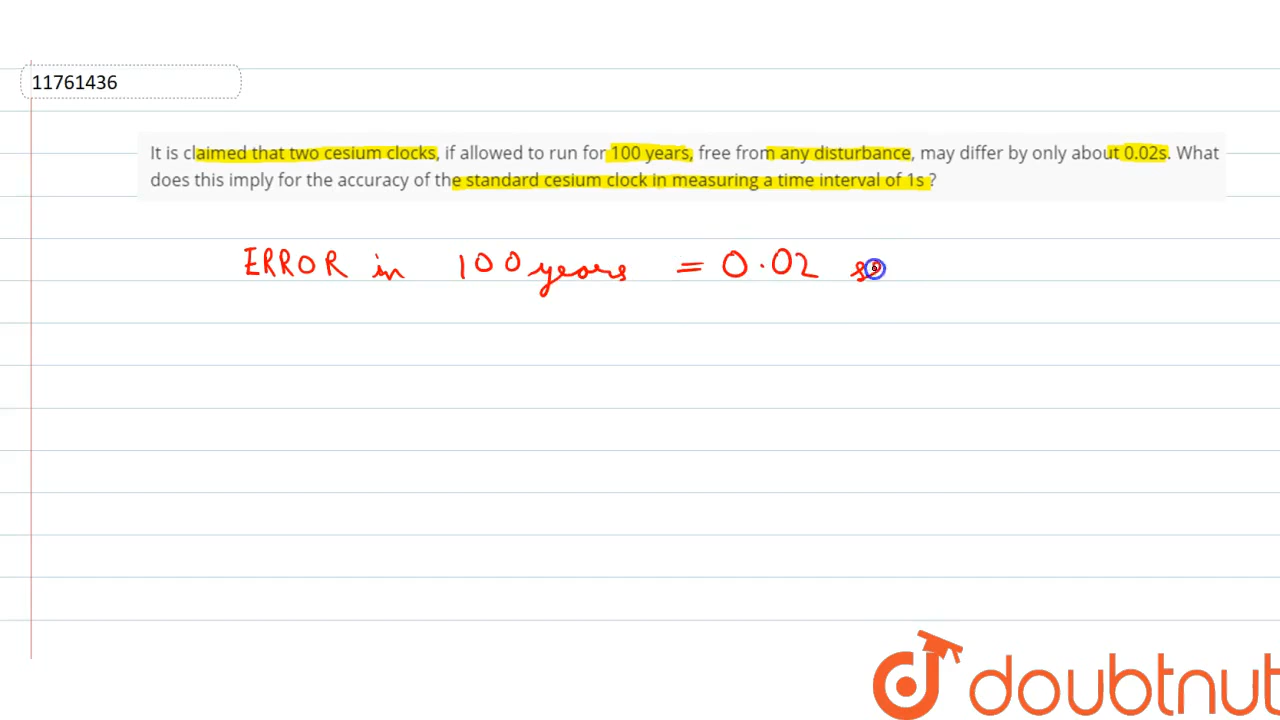 11761436
It is claimed that two cesium clocks, if allowed to run for 100 years, free from any disturbance, may differ by only about 0.02s. What
does this imply for the accuracy of the standard cesium clock in measuring a time interval of 1s ?
ERROR in 100 years = 0.02
doubtnut